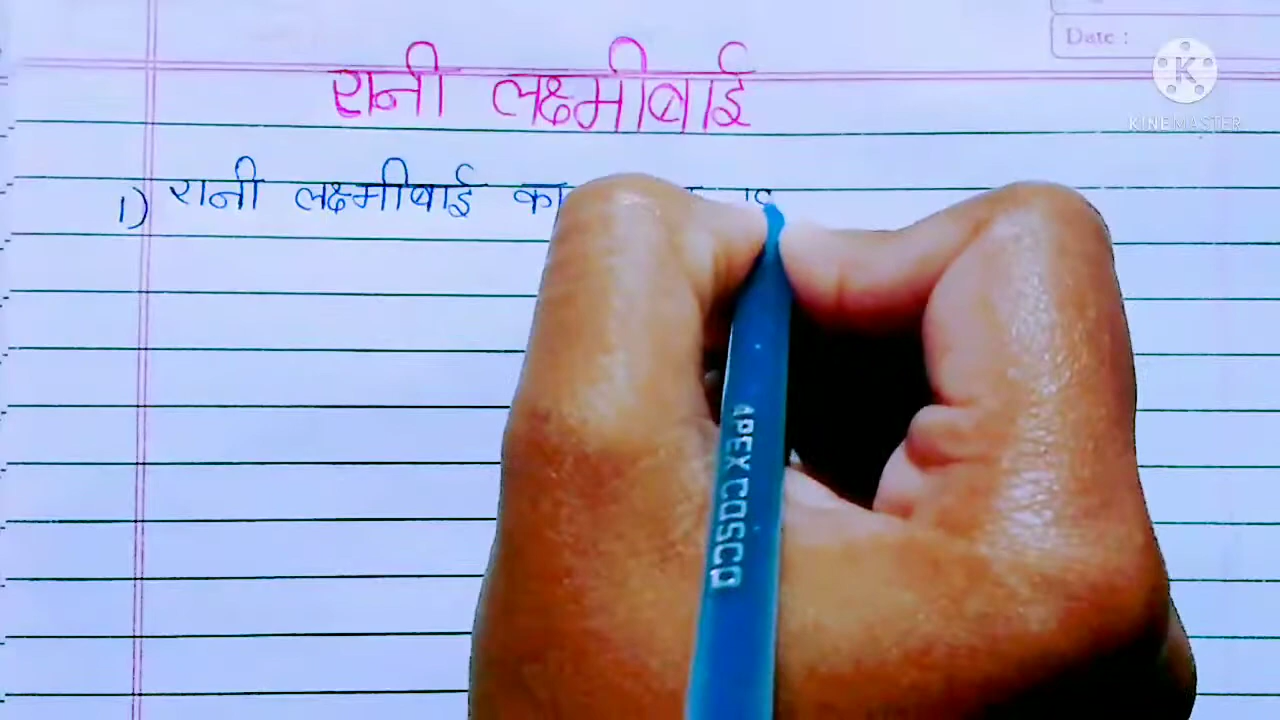 Date :
रानी लक्ष्मीबाई
KINEMASTER
1) रानी लक्ष्मीबाई का
APEX COSCO